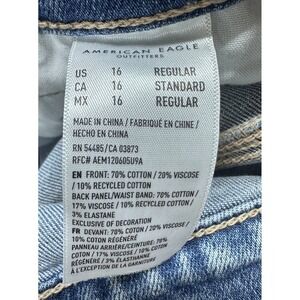 AMERICAN EAGLE
OUTFITTERS
US 16 REGULAR
CA 16 STANDARD
MX 16 REGULAR
MADE IN CHINA / FABRIQUÉ EN CHINE /
HECHO EN CHINA
RN 54485/CA 03873
RFC# AEM120605U9A
EN FRONT: 70% COTTON / 20% VISCOSE
/ 10% RECYCLED COTTON
BACK PANEL/WAIST BAND: 70% COTTON /
17% VISCOSE / 10% RECYCLED COTTON /
3% ELASTANE
EXCLUSIVE OF DECORATION
FR DEVANT: 70% COTON / 20% VISCOSE /
10% COTON RÉGÉNÉRÉ
PANNEAU ARRIÈRE/CEINTURE: 70%
COTON / 17% VISCOSE / 10% COTON
RÉGÉNÉRÉ / 3% ÉLASTHANNE
À L'EXCEPTION DE LA GARNITURE